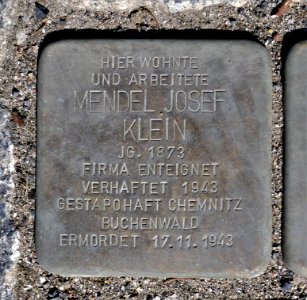 HIER WOHNTE
UND ARBEITETE
MENDEL JOSEF
KLEIN
JG. 1873
FIRMA ENTEIGNET
VERHAFTET 1943
GESTAPOHAFT CHEMNITZ
BUCHENWALD
ERMORDET 17.11.1943